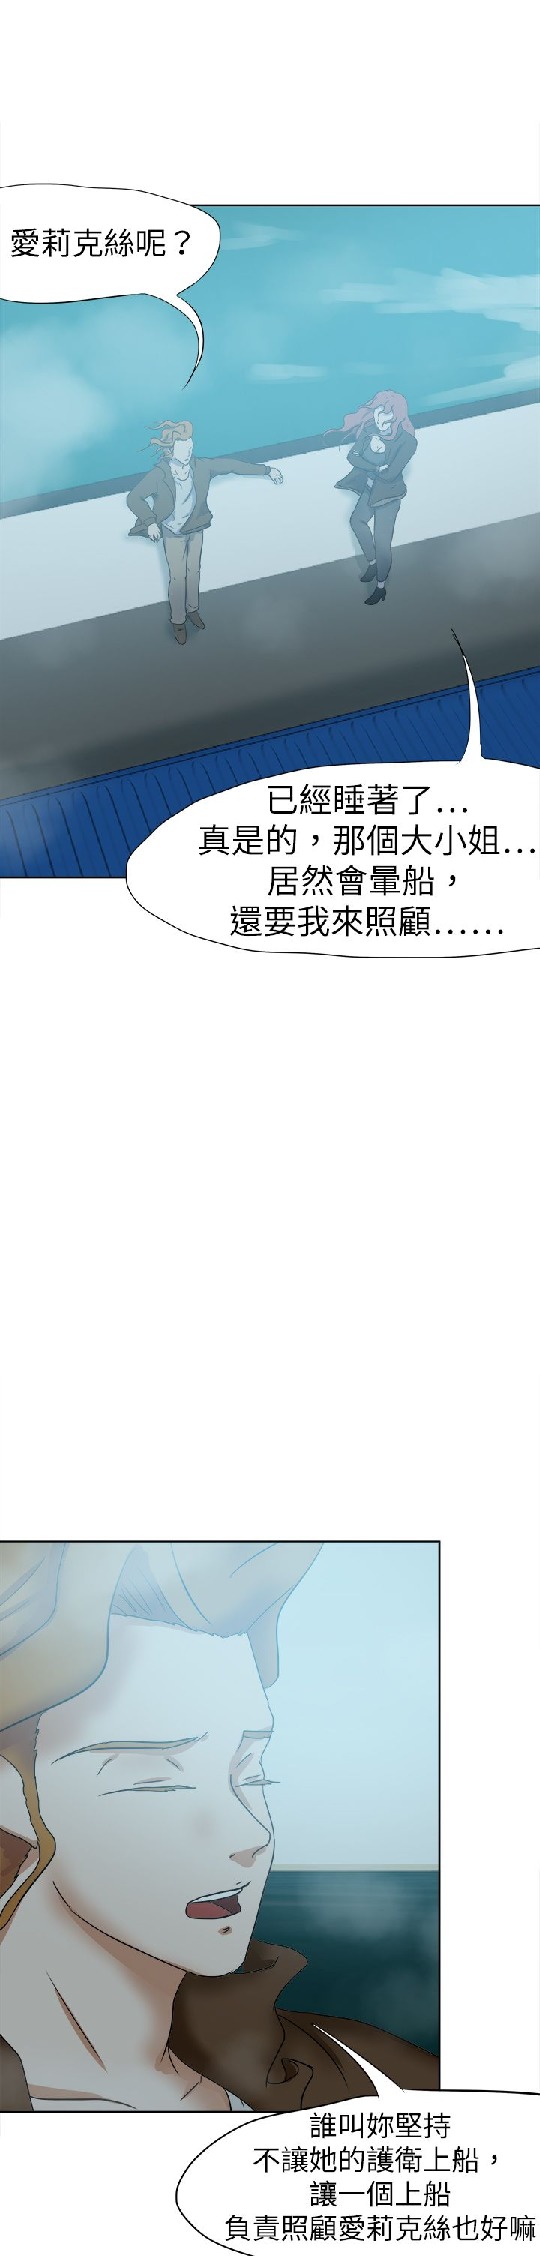 愛莉克絲呢？
已經睡著了...
真是的，那個大小姐...
居然會暈船，
還要我來照顧......
誰叫妳堅持
不讓她的護衛上船，
讓一個上船
負責照顧愛莉克絲也好嘛